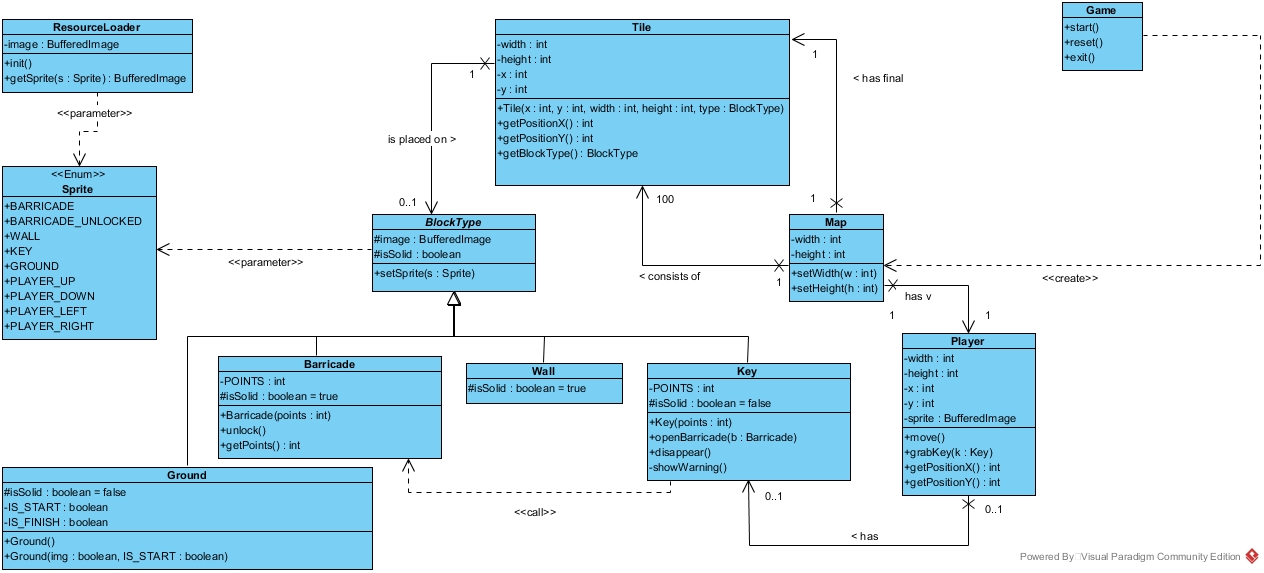 ResourceLoader
-image : BufferedImage
+init()
+getSprite(s : Sprite) : BufferedImage
<<parameter>>
<<Enum>>
Sprite
+BARRICADE
+BARRICADE_UNLOCKED
+WALL
+KEY
+GROUND
+PLAYER_UP
+PLAYER_DOWN
+PLAYER_LEFT
+PLAYER_RIGHT
<<parameter>>
Tile
-width : int
-height : int
-x : int
-y : int
+Tile(x : int, y : int, width : int, height : int, type : BlockType)
+getPositionX() : int
+getPositionY() : int
+getBlockType() : BlockType
1
is placed on >
0..1
BlockType
#image : BufferedImage
#isSolid : boolean
+setSprite(s : Sprite)
1
< has final
1
100
< consists of
1
Game
+start()
+reset()
+exit()
<<create>>
Map
-width : int
-height : int
+setWidth(w : int)
+setHeight(h : int)
has v
1
1
Player
-width : int
-height : int
-x : int
-y : int
-sprite : BufferedImage
+move()
+grabKey(k : Key)
+getPositionX() : int
+getPositionY() : int
0..1
< has
0..1
Barricade
-POINTS : int
#isSolid : boolean = true
+Barricade(points : int)
+unlock()
+getPoints() : int
Wall
#isSolid : boolean = true
Key
-POINTS : int
#isSolid : boolean = false
+Key(points : int)
+openBarricade(b : Barricade)
+disappear()
-showWarning()
<<call>>
Ground
#isSolid : boolean = false
-IS_START : boolean
-IS_FINISH : boolean
+Ground()
+Ground(img : boolean, IS_START : boolean)
Powered By Visual Paradigm Community Edition